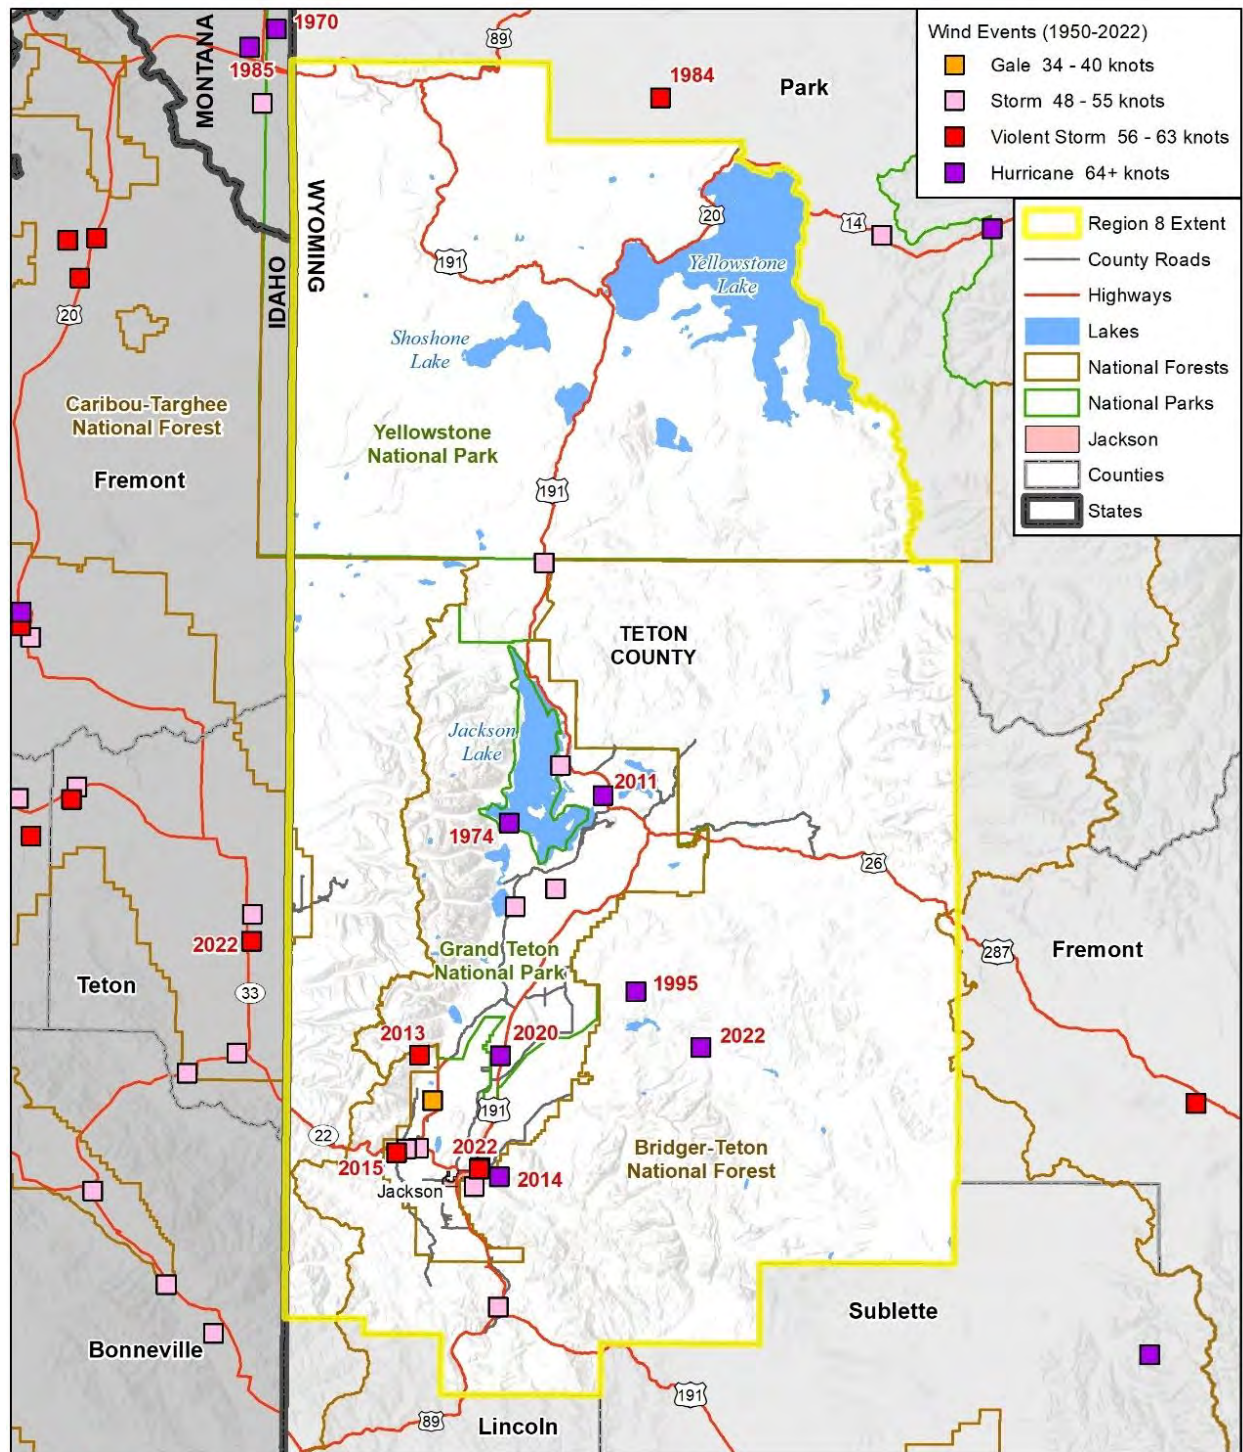 Wind Events (1950-2022)
Gale 34 - 40 knots
Storm 48 - 55 knots
Violent Storm 56 - 63 knots
Hurricane 64+ knots
Region 8 Extent
County Roads
Highways
Lakes
National Forests
National Parks
Jackson
Counties
States
MONTANA
1970
1985
89
1984
Park
WYOMING
IDAHO
20
14
191
Yellowstone
Lake
20
Shoshone
Lake
Caribou-Targhee
National Forest
Yellowstone
National Park
Fremont
191
TETON
COUNTY
Jackson
Lake
2011
1974
26
2022
Grand Teton
National Park
Fremont
287
Teton
33
1995
2013
2020
2022
191
22
2022
2015
2014
Jackson
Bridger-Teton
National Forest
Sublette
Bonneville
191
89
Lincoln